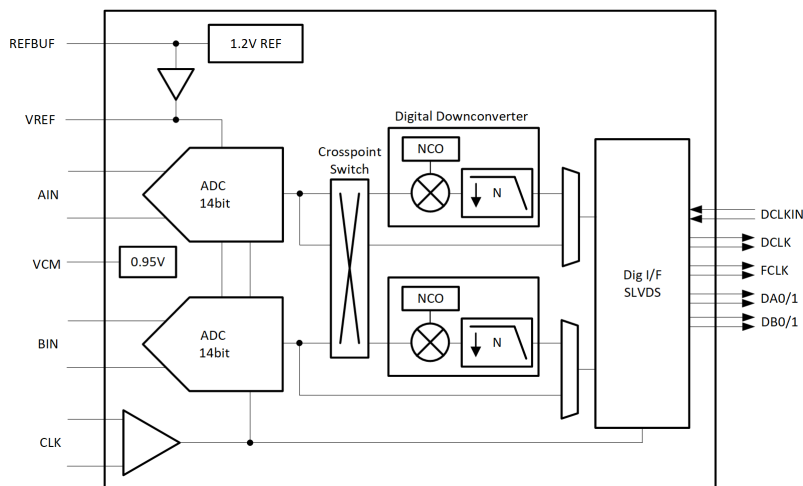 REFBUF
1.2V REF
VREF
Digital Downconverter
NCO
Crosspoint
Switch
ADC
14bit
N
AIN
DCLKIN
DCLK
VCM
0.95V
FCLK
Dig I/F
SLVDS
NCO
DA0/1
DB0/1
ADC
14bit
N
BIN
CLK